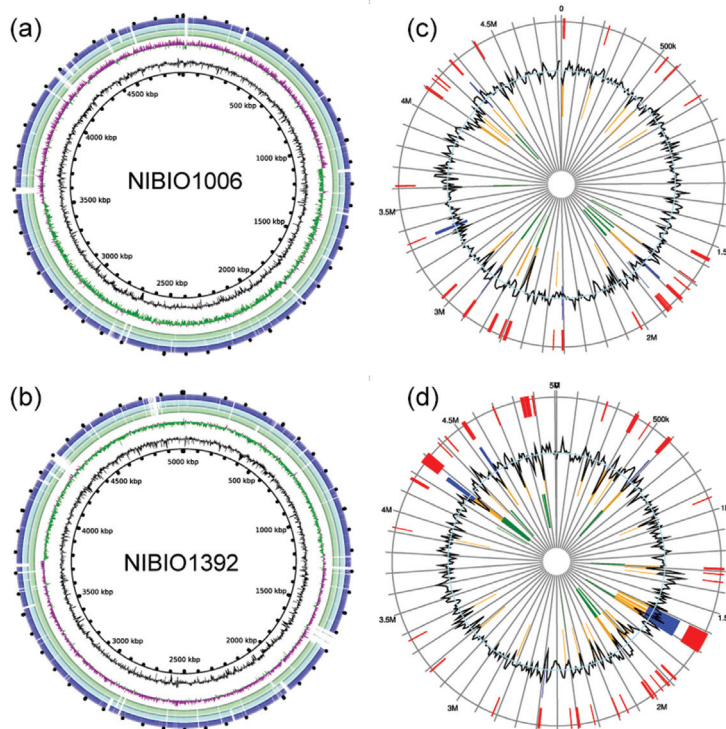 (a)
4500 kbp
500 kbp
4000 kbp
1000 kbp
NIBIO1006
3500 kbp
1500 kbp
3000 kbp
2000 kbp
2500 kbp
(c)
0
4.5M
500k
4M
3.5M
1.5
3M
2M
(b)
5000 kbp
4500 kbp
500 kbp
4000 kbp
1000 kbp
NIBIO1392
3500 kbp
1500 kbp
3000 kbp
2000 kbp
2500 kbp
(d)
4.5M
500k
4M
3.5M
1.5
3M
2M